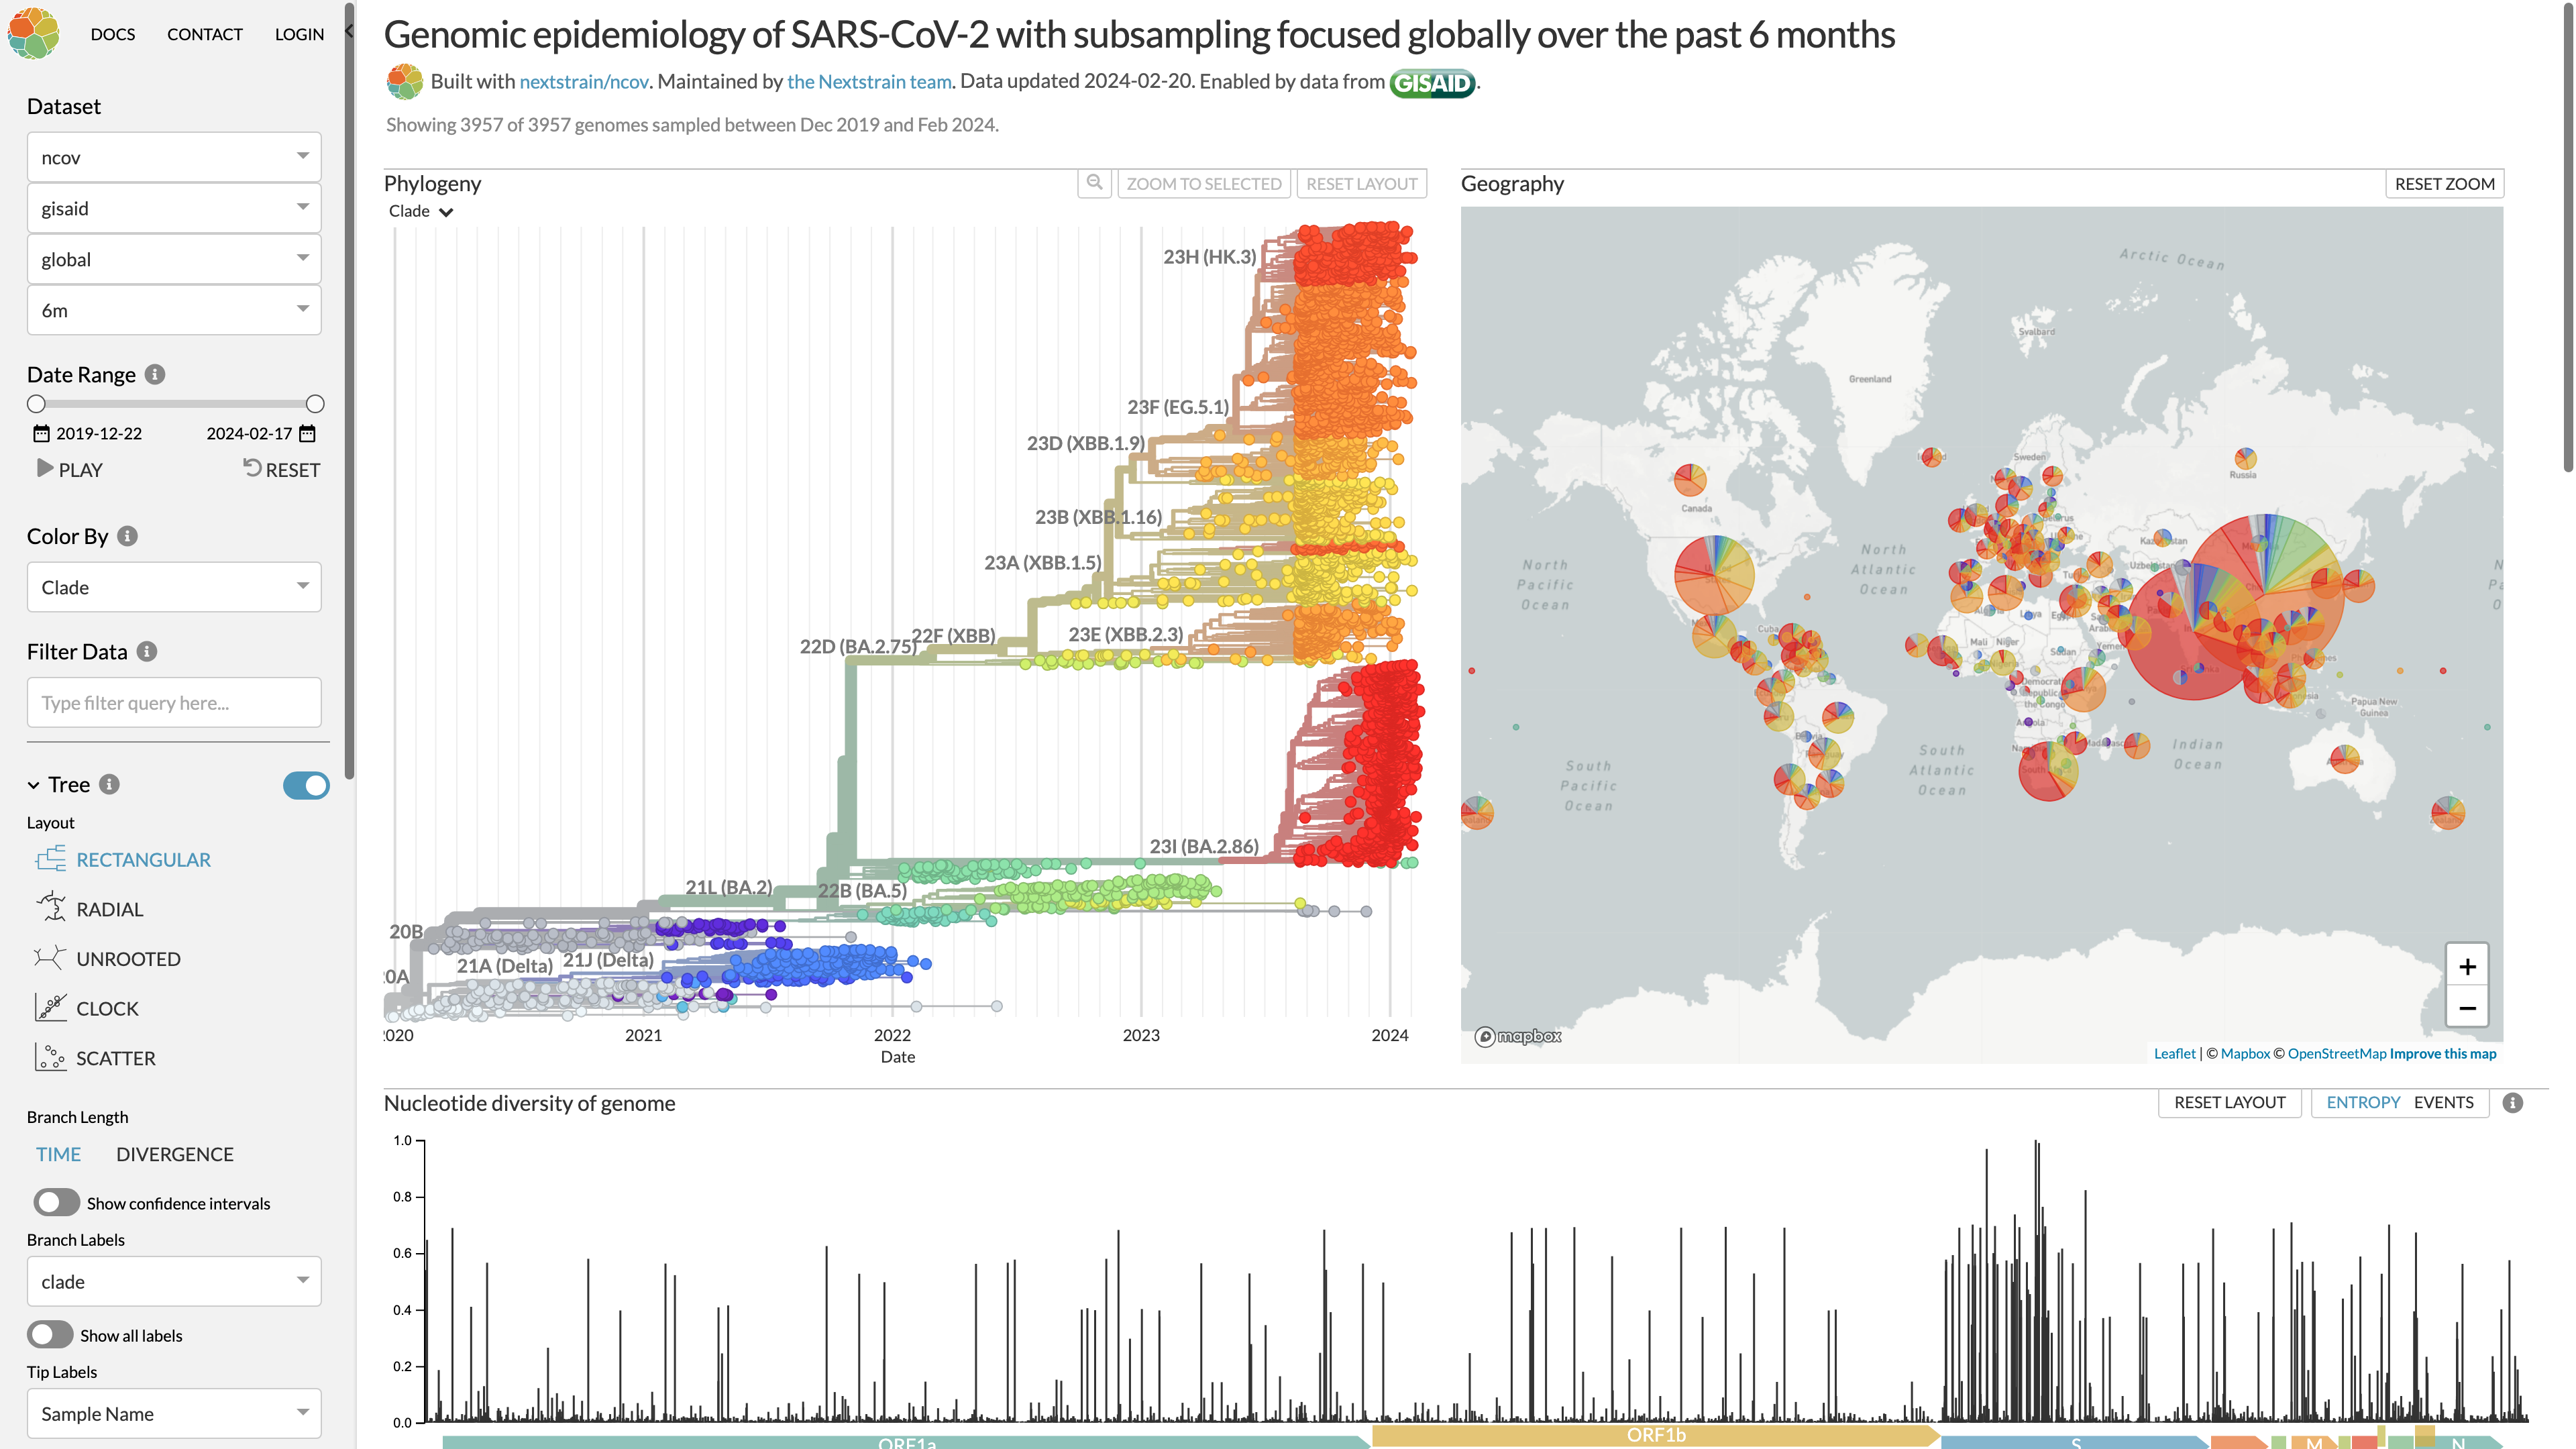 DOCS CONTACT LOGIN
Dataset
ncov
gisaid
global
6m
Date Range
2019-12-22 2024-02-17
PLAY RESET
Color By
Clade
Filter Data
Type filter query here...
Tree
Layout
RECTANGULAR
RADIAL
UNROOTED
CLOCK
SCATTER
Branch Length
TIME DIVERGENCE
Show confidence intervals
Branch Labels
clade
Show all labels
Tip Labels
Sample Name
Genomic epidemiology of SARS-CoV-2 with subsampling focused globally over the past 6 months
Built with nextstrain/ncov. Maintained by the Nextstrain team. Data updated 2024-02-20. Enabled by data from GISAID.
Showing 3957 of 3957 genomes sampled between Dec 2019 and Feb 2024.
Phylogeny
ZOOM TO SELECTED RESET LAYOUT
Clade
23H (HK.3)
23F (EG.5.1)
23D (XBB.1.9)
23B (XBB.1.16)
23A (XBB.1.5)
23E (XBB.2.3)
22F (XBB)
22D (BA.2.75)
23I (BA.2.86)
21L (BA.2)
22B (BA.5)
20B
21J (Delta)
21A (Delta)
0A
2020 2021 2022 2023 2024
Date
Geography
RESET ZOOM
Arctic Ocean
Svalbard
Greenland
Sweden
Russia
Canada
North Pacific Ocean
North Atlantic Ocean
Uzbekistan
Cuba
Mali Niger
Sudan
Yemen
Democratic
Republic
the Congo
Papua New
Guinea
Indian Ocean
South Atlantic Ocean
South Pacific Ocean
+
−
mapbox
Leaflet | © Mapbox © OpenStreetMap Improve this map
Nucleotide diversity of genome
RESET LAYOUT ENTROPY EVENTS
1.0
0.8
0.6
0.4
0.2
0.0
ORF1a ORF1b S M N